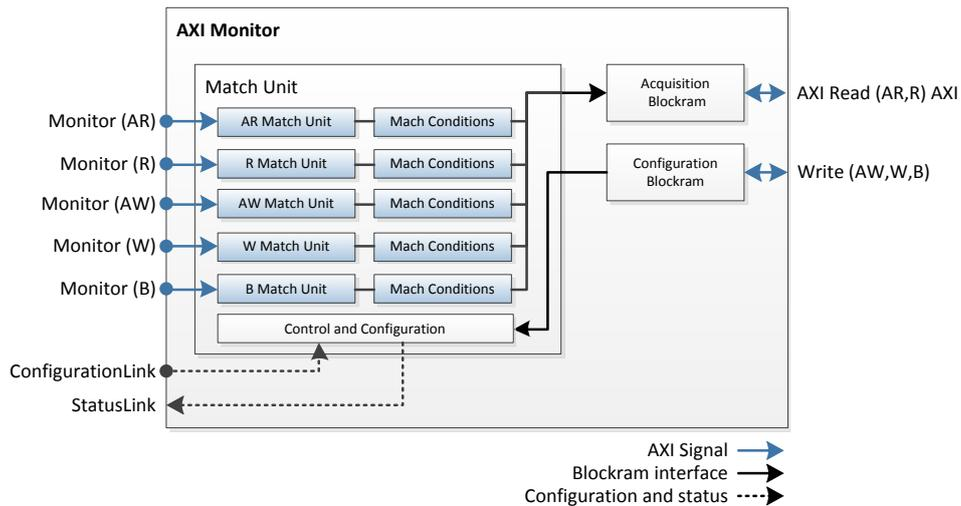 AXI Monitor
Match Unit
Acquisition
Blockram
AXI Read (AR,R) AXI
Monitor (AR)
AR Match Unit
Mach Conditions
Monitor (R)
R Match Unit
Mach Conditions
Configuration
Blockram
Write (AW,W,B)
Monitor (AW)
AW Match Unit
Mach Conditions
Monitor (W)
W Match Unit
Mach Conditions
Monitor (B)
B Match Unit
Mach Conditions
Control and Configuration
ConfigurationLink
StatusLink
AXI Signal
Blockram interface
Configuration and status